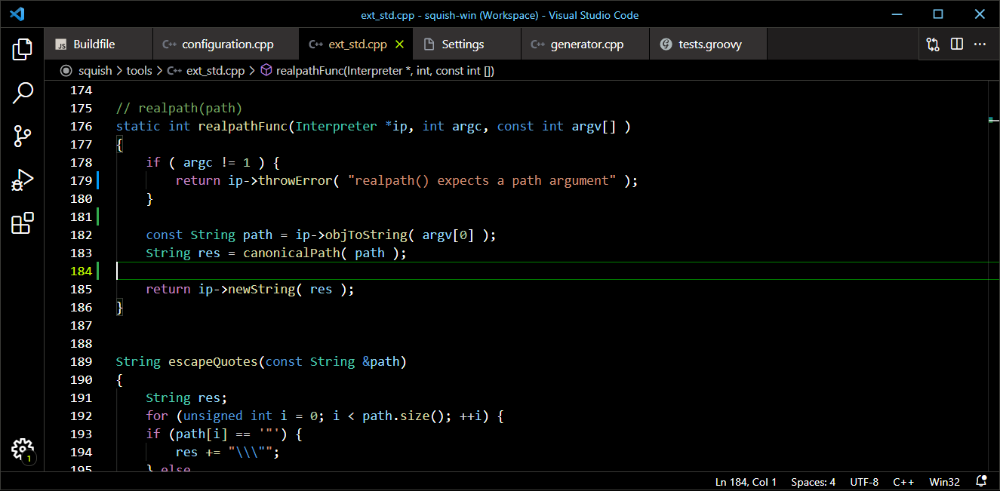 ext_std.cpp - squish-win (Workspace) - Visual Studio Code
JS Buildfile C++ configuration.cpp C++ ext_std.cpp Settings C++ generator.cpp tests.groovy
squish > tools > C++ ext_std.cpp > realpathFunc(Interpreter *, int, const int [])
174
175 // realpath(path)
176 static int realpathFunc(Interpreter *ip, int argc, const int argv[] )
177 {
178     if ( argc != 1 ) {
179         return ip->throwError( "realpath() expects a path argument" );
180     }
181
182     const String path = ip->objToString( argv[0] );
183     String res = canonicalPath( path );
184
185     return ip->newString( res );
186 }
187
188
189 String escapeQuotes(const String &path)
190 {
191     String res;
192     for (unsigned int i = 0; i < path.size(); ++i) {
193     if (path[i] == '"') {
194         res += "\\\"";
195     } else
1
Ln 184, Col 1 Spaces: 4 UTF-8 C++ Win32